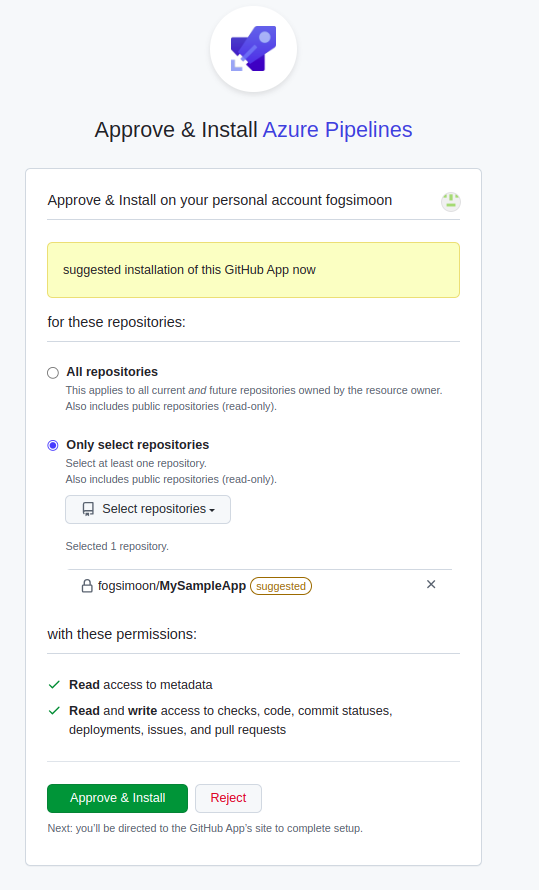 Approve & Install Azure Pipelines
Approve & Install on your personal account fogsimoon
suggested installation of this GitHub App now
for these repositories:
All repositories
This applies to all current and future repositories owned by the resource owner.
Also includes public repositories (read-only).
Only select repositories
Select at least one repository.
Also includes public repositories (read-only).
Select repositories
Selected 1 repository.
fogsimoon/MySampleApp suggested
with these permissions:
Read access to metadata
Read and write access to checks, code, commit statuses,
deployments, issues, and pull requests
Approve & Install Reject
Next: you'll be directed to the GitHub App's site to complete setup.